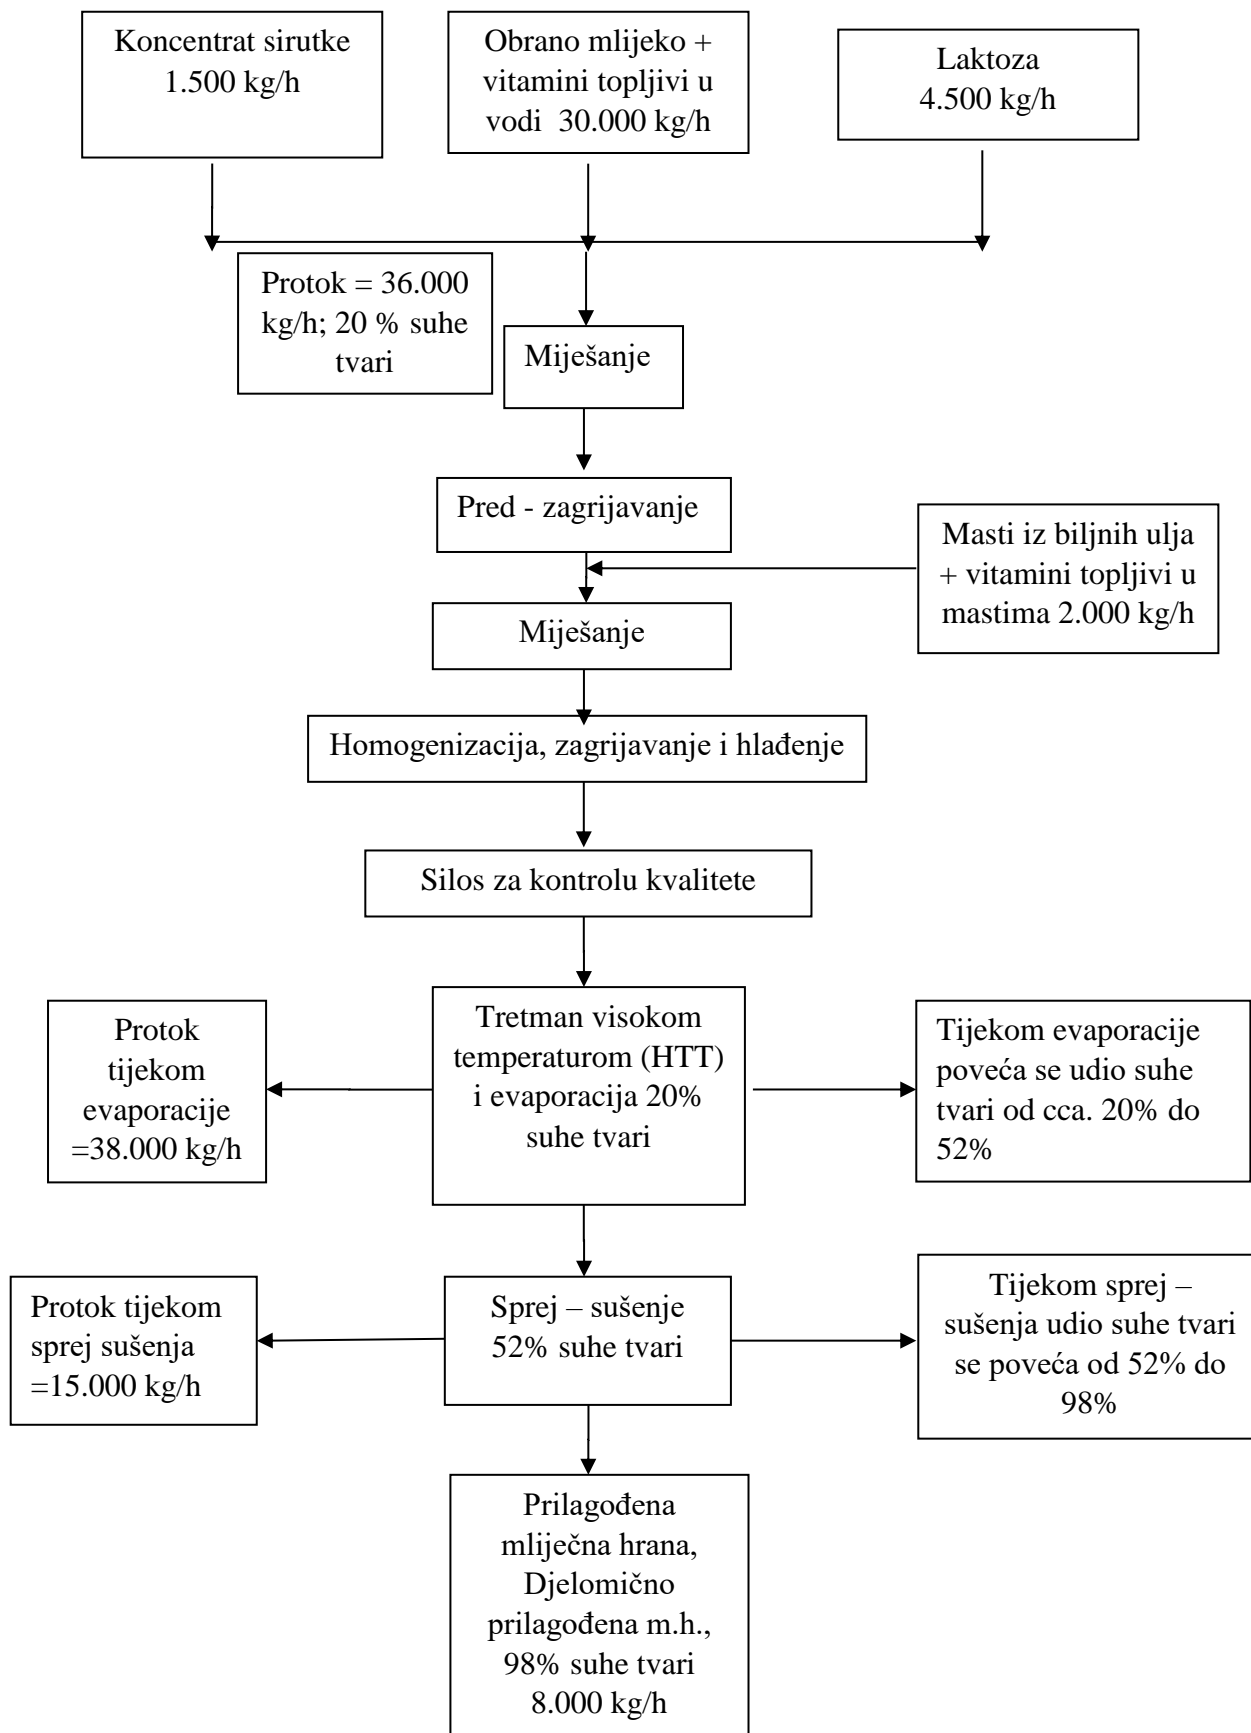 Koncentrat sirutke
1.500 kg/h
Obrano mlijeko +
vitamini topljivi u
vodi  30.000 kg/h
Laktoza
4.500 kg/h
Protok = 36.000
kg/h; 20 % suhe
tvari
Miješanje
Pred - zagrijavanje
Masti iz biljnih ulja
+ vitamini topljivi u
mastima 2.000 kg/h
Miješanje
Homogenizacija, zagrijavanje i hlađenje
Silos za kontrolu kvalitete
Protok
tijekom
evaporacije
=38.000 kg/h
Tretman visokom
temperaturom (HTT)
i evaporacija 20%
suhe tvari
Tijekom evaporacije
poveća se udio suhe
tvari od cca. 20% do
52%
Protok tijekom
sprej sušenja
=15.000 kg/h
Sprej – sušenje
52% suhe tvari
Tijekom sprej –
sušenja udio suhe tvari
se poveća od 52% do
98%
Prilagođena
mliječna hrana,
Djelomično
prilagođena m.h.,
98% suhe tvari
8.000 kg/h